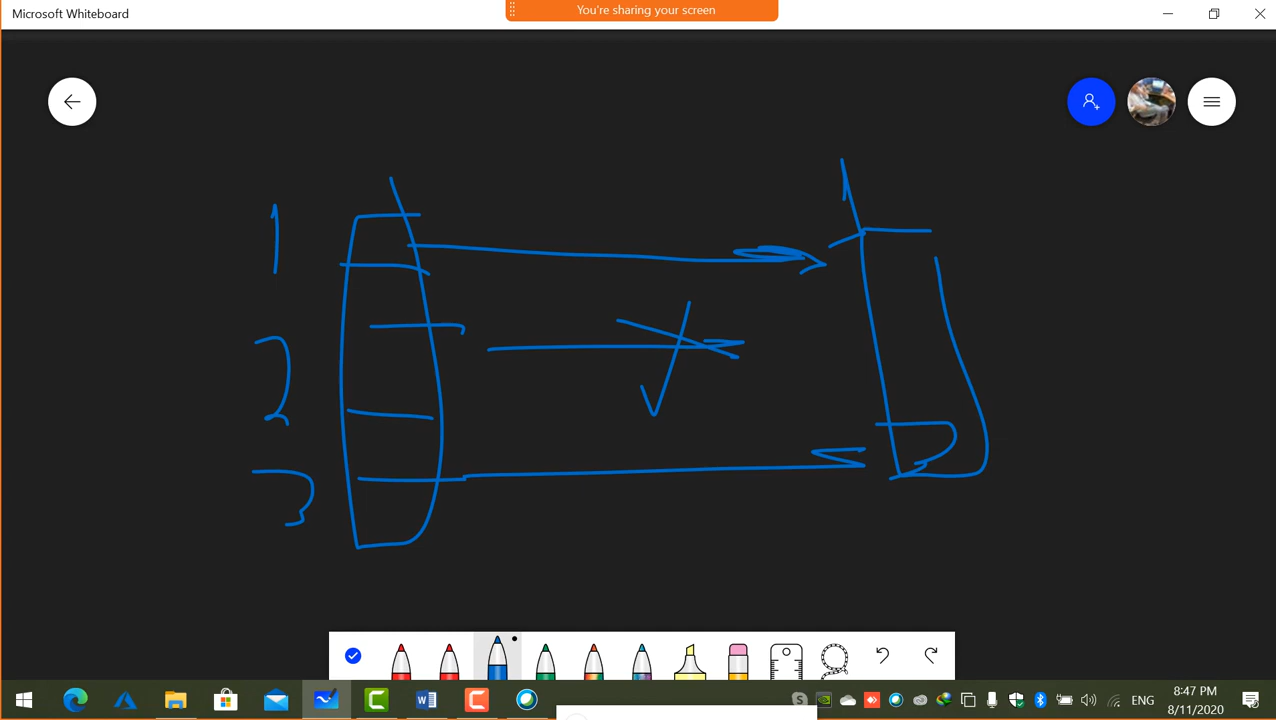 Microsoft Whiteboard
You're sharing your screen
1
2
3
ENG
8:47 PM
8/11/2020